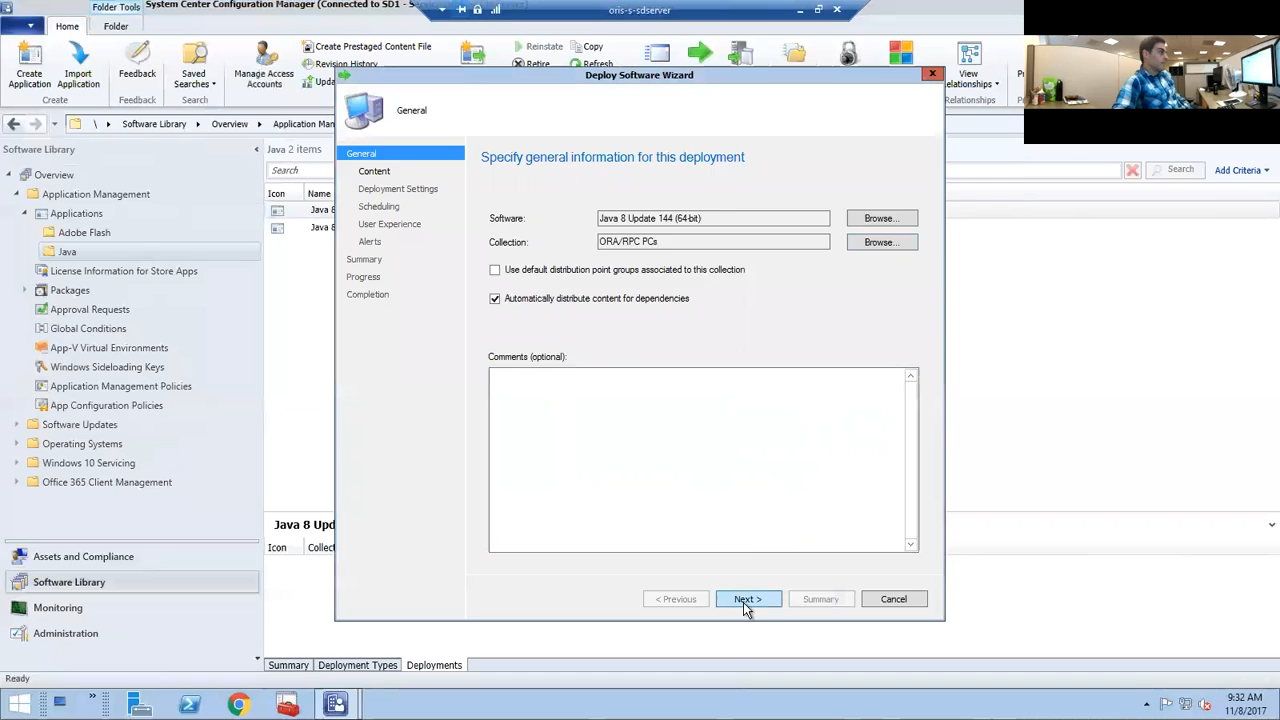 Folder Tools
System Center Configuration Manager (Connected to SD1 -
oris-s-sdserver
Home
Folder
Create Application
Import Application
Create
Feedback
Feedback
Saved Searches
Search
Manage Access Accounts
Create Prestaged Content File
Revision History
Reinstate
Retire
Copy
Refresh
View Relationships
Relationships
\ Software Library Overview
Software Library
Overview
Application Management
Applications
Adobe Flash
Java
License Information for Store Apps
Packages
Approval Requests
Global Conditions
App-V Virtual Environments
Windows Sideloading Keys
Application Management Policies
App Configuration Policies
Software Updates
Operating Systems
Windows 10 Servicing
Office 365 Client Management
Assets and Compliance
Software Library
Monitoring
Administration
Java 2 items
Search
Search
Add Criteria
Icon Name
Java 8
Java 8
Java 8
Icon
Summary Deployment Types Deployments
Deploy Software Wizard
General
General
Content
Deployment Settings
Scheduling
User Experience
Alerts
Summary
Progress
Completion
Specify general information for this deployment
Software: Java 8 Update 144 (64-bit) Browse...
Collection: ORA/RPC PCs Browse...
Use default distribution point groups associated to this collection
Automatically distribute content for dependencies
Comments (optional):
< Previous Next > Summary Cancel
Ready
9:32 AM
11/8/2017